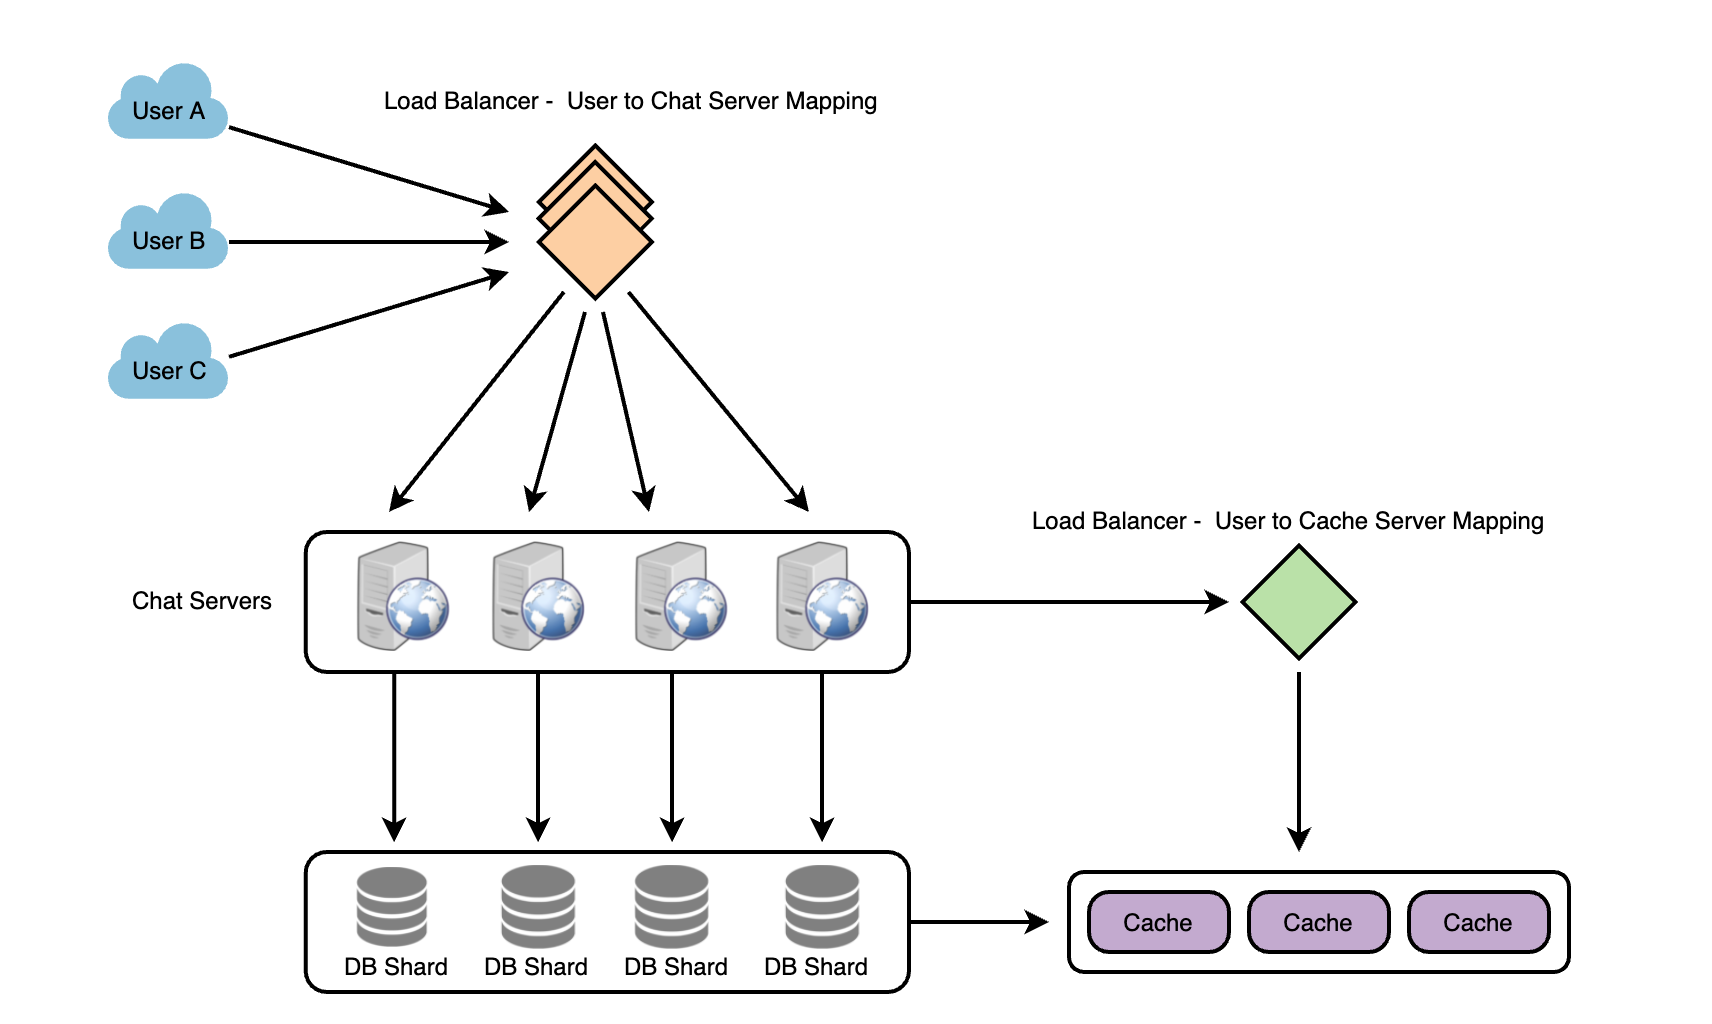 User A
Load Balancer -  User to Chat Server Mapping
User B
User C
Load Balancer -  User to Cache Server Mapping
Chat Servers
Cache
Cache
Cache
DB Shard
DB Shard
DB Shard
DB Shard